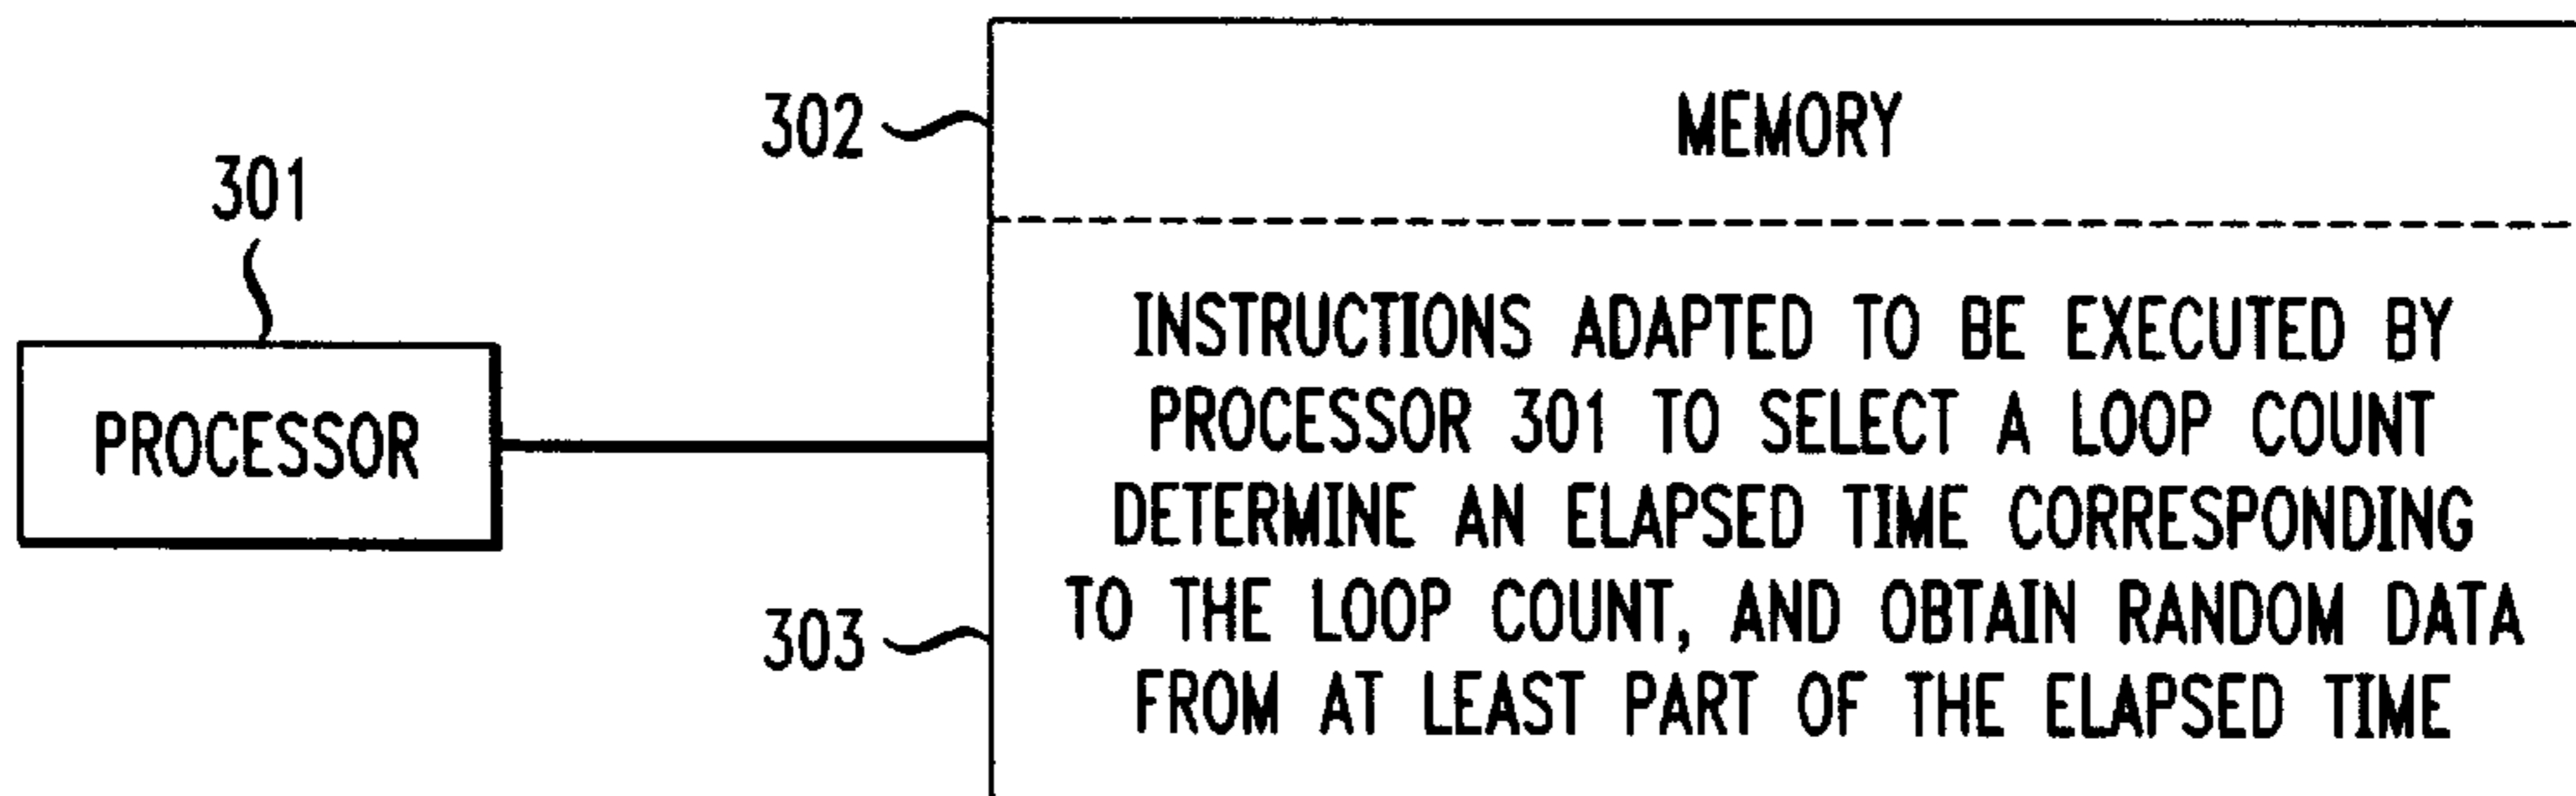 302
MEMORY
301
PROCESSOR
INSTRUCTIONS ADAPTED TO BE EXECUTED BY
PROCESSOR 301 TO SELECT A LOOP COUNT
DETERMINE AN ELAPSED TIME CORRESPONDING
TO THE LOOP COUNT, AND OBTAIN RANDOM DATA
FROM AT LEAST PART OF THE ELAPSED TIME
303